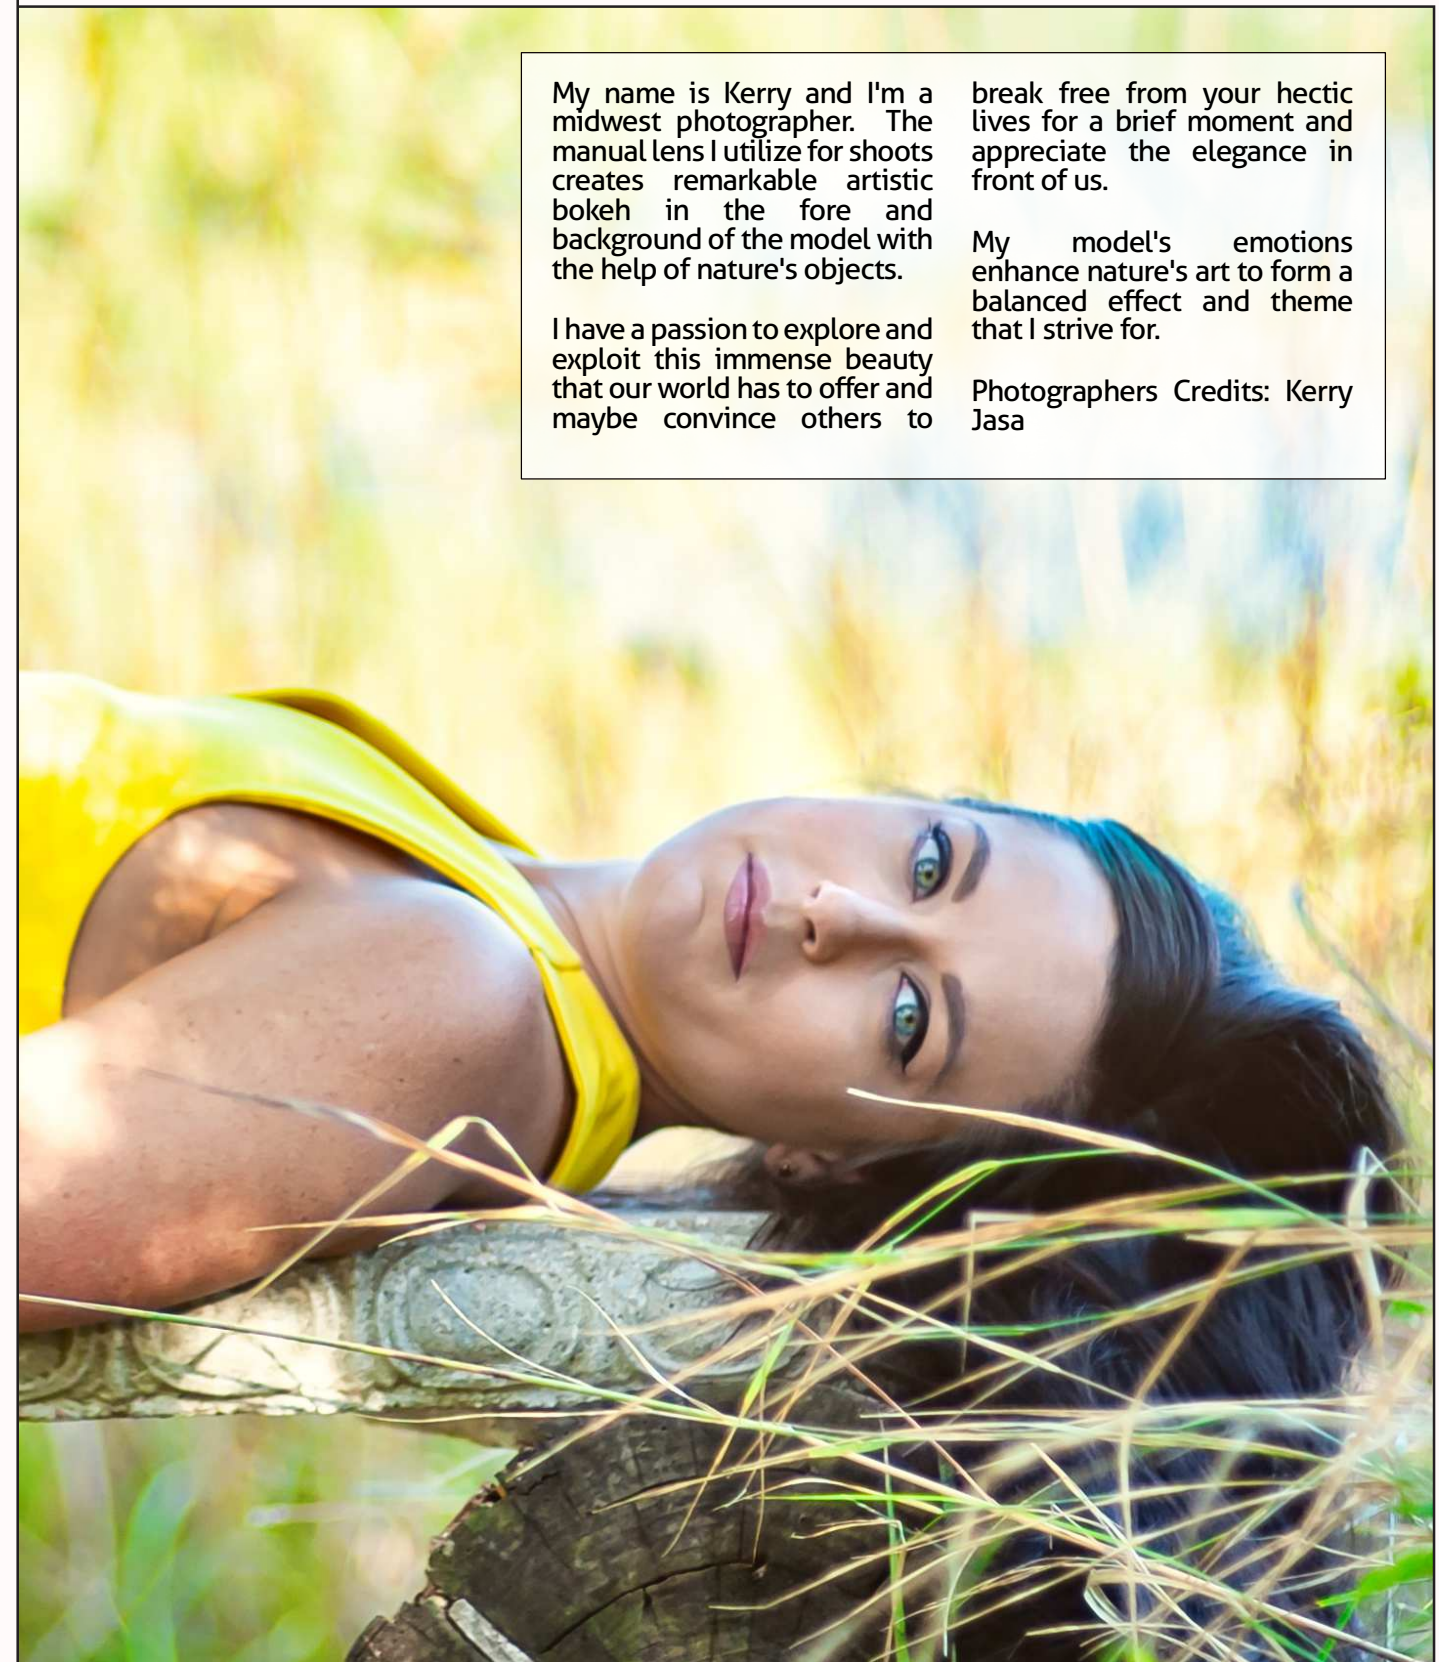 My name is Kerry and I'm a
midwest photographer. The
manual lens I utilize for shoots
creates remarkable artistic
bokeh in the fore and
background of the model with
the help of nature's objects.
I have a passion to explore and
exploit this immense beauty
that our world has to offer and
maybe convince others to
break free from your hectic
lives for a brief moment and
appreciate the elegance in
front of us.
My model's emotions
enhance nature's art to form a
balanced effect and theme
that I strive for.
Photographers Credits: Kerry
Jasa